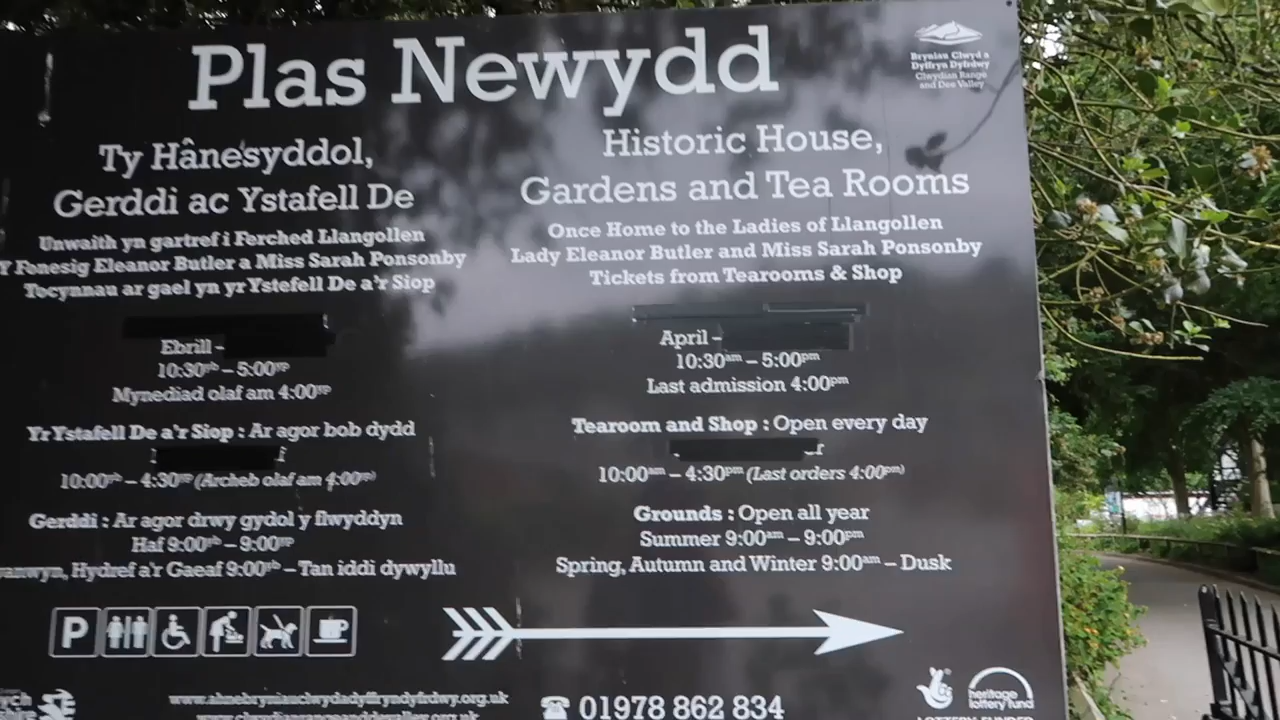 Plas Newydd
Bryniau Clwyd a
Dyffryn Dyfrdwy
Clwydian Range
and Dee Valley
Ty Hânesyddol,
Gerddi ac Ystafell De
Unwaith yn gartref i Ferched Llangollen
Y Fonesig Eleanor Butler a Miss Sarah Ponsonby
Tocynnau ar gael yn yr Ystefell De a'r Siop
Ebrill -
10:30yb – 5:00yp
Mynediad olaf am 4:00yp
Yr Ystafell De a'r Siop : Ar agor bob dydd
10:00yb – 4:30yp (Archeb olaf am 4:00yp)
Gerddi : Ar agor drwy gydol y flwyddyn
Haf 9:00yb – 9:00yp
Hydref a'r Gaeaf 9:00yb – Tan iddi dywyllu
Historic House,
Gardens and Tea Rooms
Once Home to the Ladies of Llangollen
Lady Eleanor Butler and Miss Sarah Ponsonby
Tickets from Tearooms & Shop
April -
10:30am – 5:00pm
Last admission 4:00pm
Tearoom and Shop : Open every day
10:00am – 4:30pm (Last orders 4:00pm)
Grounds : Open all year
Summer 9:00am – 9:00pm
Spring, Autumn and Winter 9:00am – Dusk
P
01978 862 834
heritage
lottery fund
LOTTERY FUNDED